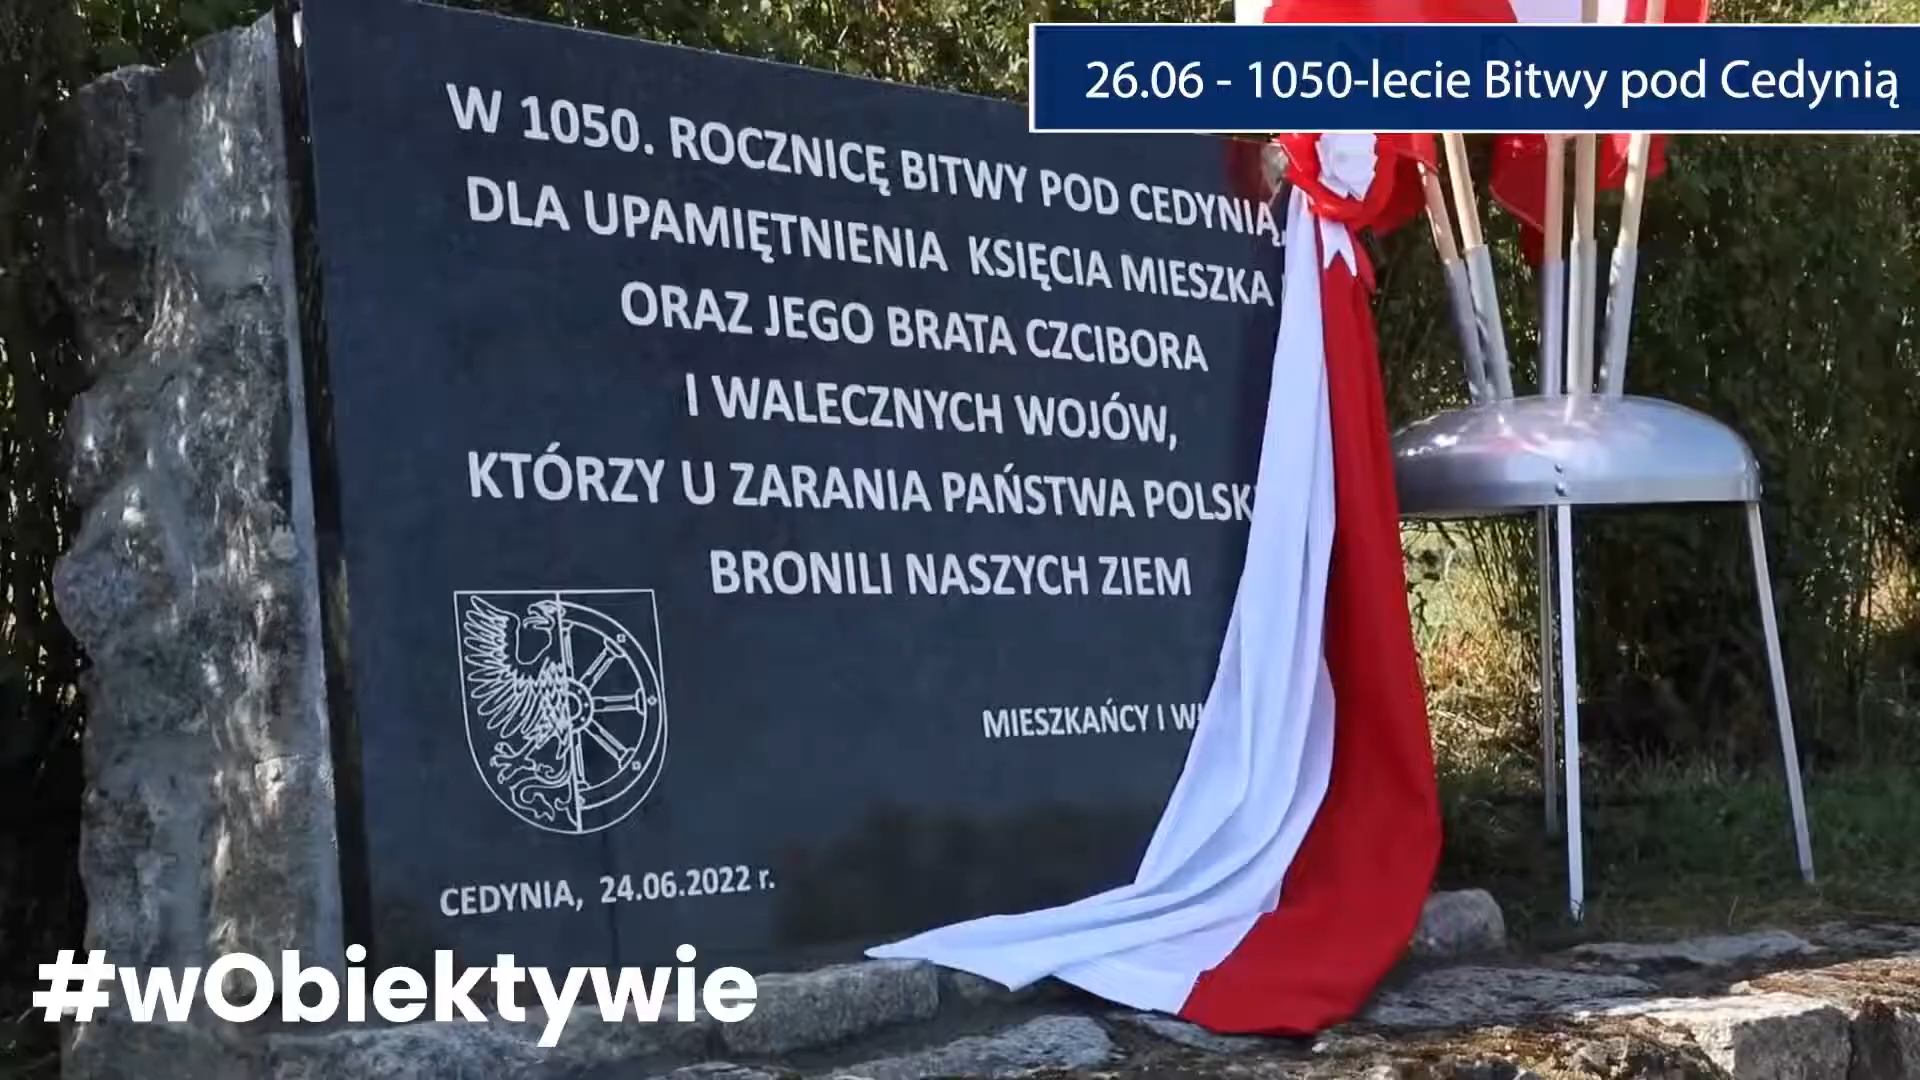 26.06 - 1050-lecie Bitwy pod Cedynią
W 1050. ROCZNICĘ BITWY POD CEDYNIĄ,
DLA UPAMIĘTNIENIA KSIĘCIA MIESZKA
ORAZ JEGO BRATA CZCIBORA
I WALECZNYCH WOJÓW,
KTÓRZY U ZARANIA PAŃSTWA POLSK
BRONILI NASZYCH ZIEM
MIESZKAŃCY I
CEDYNIA, 24.06.2022 r.
#wObiektywie